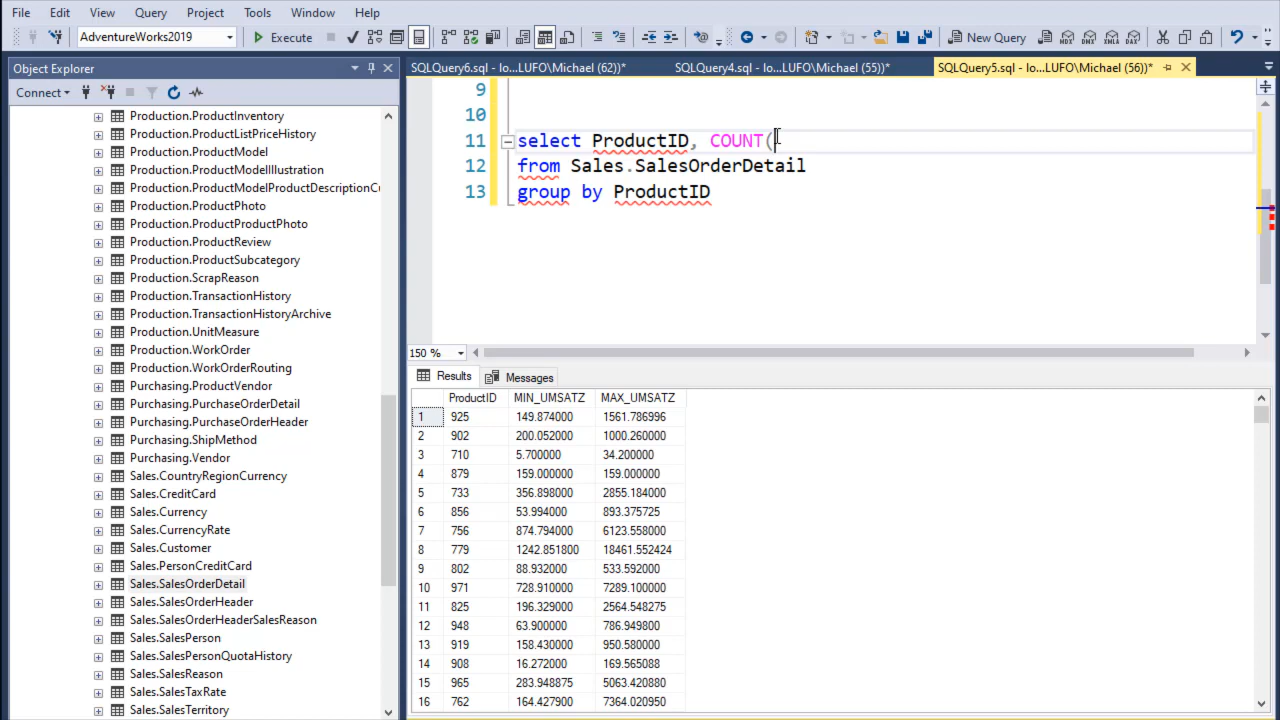 File Edit View Query Project Tools Window Help
AdventureWorks2019 Execute New Query
Object Explorer
Connect
Production.ProductInventory
Production.ProductListPriceHistory
Production.ProductModel
Production.ProductModelIllustration
Production.ProductModelProductDescriptionCu
Production.ProductPhoto
Production.ProductProductPhoto
Production.ProductReview
Production.ProductSubcategory
Production.ScrapReason
Production.TransactionHistory
Production.TransactionHistoryArchive
Production.UnitMeasure
Production.WorkOrder
Production.WorkOrderRouting
Purchasing.ProductVendor
Purchasing.PurchaseOrderDetail
Purchasing.PurchaseOrderHeader
Purchasing.ShipMethod
Purchasing.Vendor
Sales.CountryRegionCurrency
Sales.CreditCard
Sales.Currency
Sales.CurrencyRate
Sales.Customer
Sales.PersonCreditCard
Sales.SalesOrderDetail
Sales.SalesOrderHeader
Sales.SalesOrderHeaderSalesReason
Sales.SalesPerson
Sales.SalesPersonQuotaHistory
Sales.SalesReason
Sales.SalesTaxRate
Sales.SalesTerritory
SQLQuery6.sql - lo...LUFO\Michael (62))* SQLQuery4.sql - lo...LUFO\Michael (55))* SQLQuery5.sql - lo...LUFO\Michael (56))*
9
10
11 select ProductID, COUNT(
12 from Sales.SalesOrderDetail
13 group by ProductID
150 %
Results Messages
ProductID MIN_UMSATZ MAX_UMSATZ
1 925 149.874000 1561.786996
2 902 200.052000 1000.260000
3 710 5.700000 34.200000
4 879 159.000000 159.000000
5 733 356.898000 2855.184000
6 856 53.994000 893.375725
7 756 874.794000 6123.558000
8 779 1242.851800 18461.552424
9 802 88.932000 533.592000
10 971 728.910000 7289.100000
11 825 196.329000 2564.548275
12 948 63.900000 786.949800
13 919 158.430000 950.580000
14 908 16.272000 169.565088
15 965 283.948875 5063.420880
16 762 164.427900 7364.020950